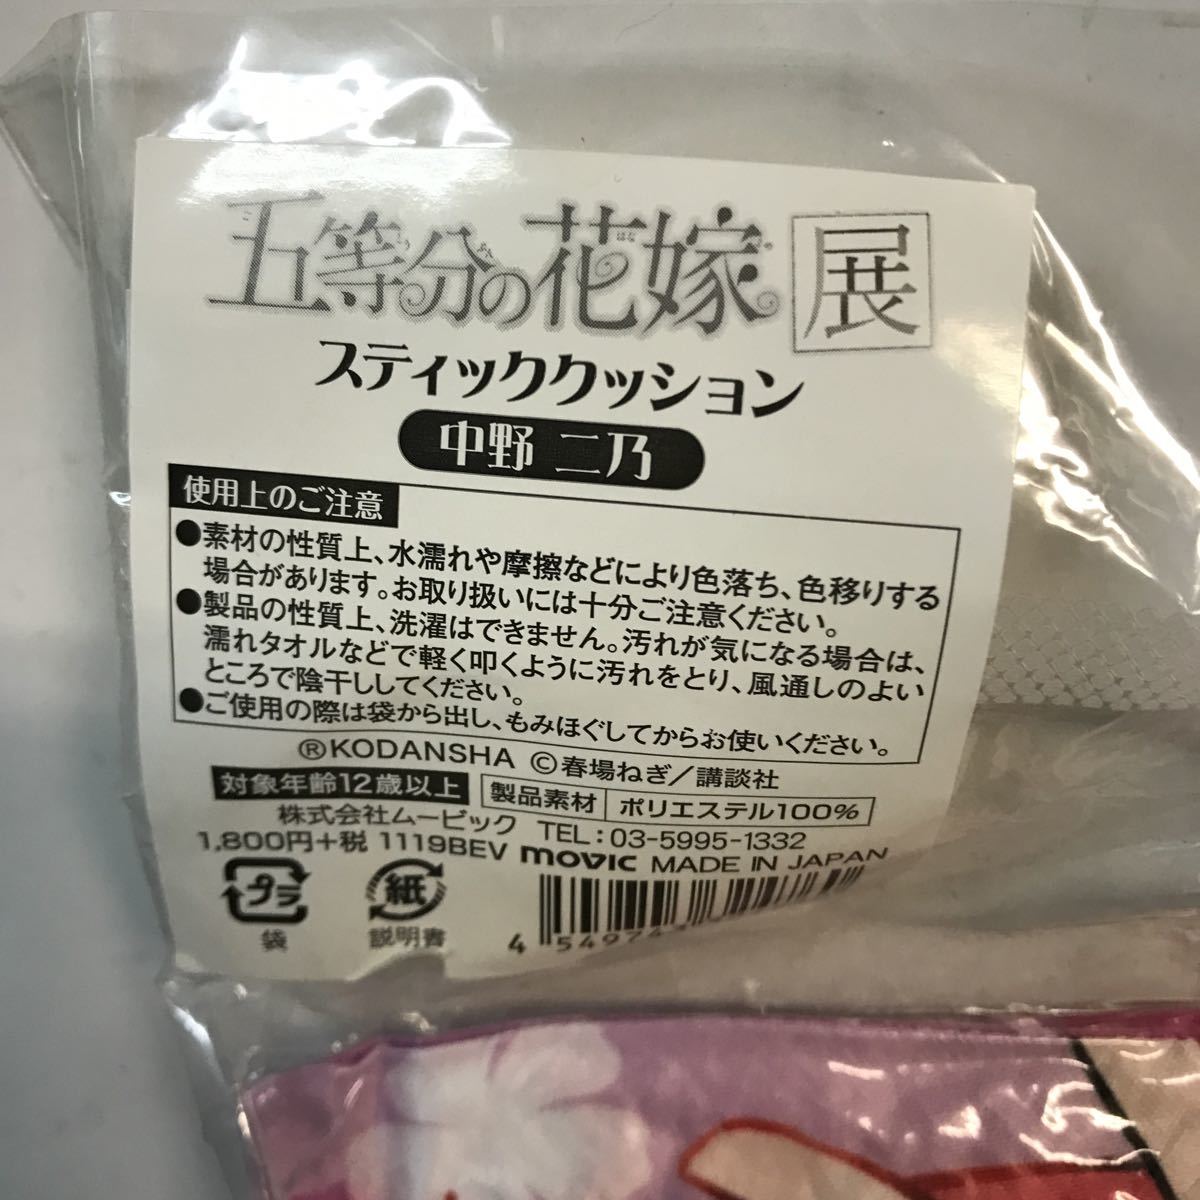 五等分の花嫁 展
スティッククッション
中野 二乃
使用上のご注意
●素材の性質上、水濡れや摩擦などにより色落ち、色移りする
場合があります。お取り扱いには十分ご注意ください。
●製品の性質上、洗濯はできません。汚れが気になる場合は、
濡れタオルなどで軽く叩くように汚れをとり、風通しのよい
ところで陰干ししてください。
●ご使用の際は袋から出し、もみほぐしてからお使いください。
®KODANSHA ©春場ねぎ／講談社
対象年齢12歳以上 製品素材 ポリエステル100%
株式会社ムービック TEL：03-5995-1332
1,800円+税 1119BEV movic MADE IN JAPAN
プラ 紙
袋 説明書
4 54974